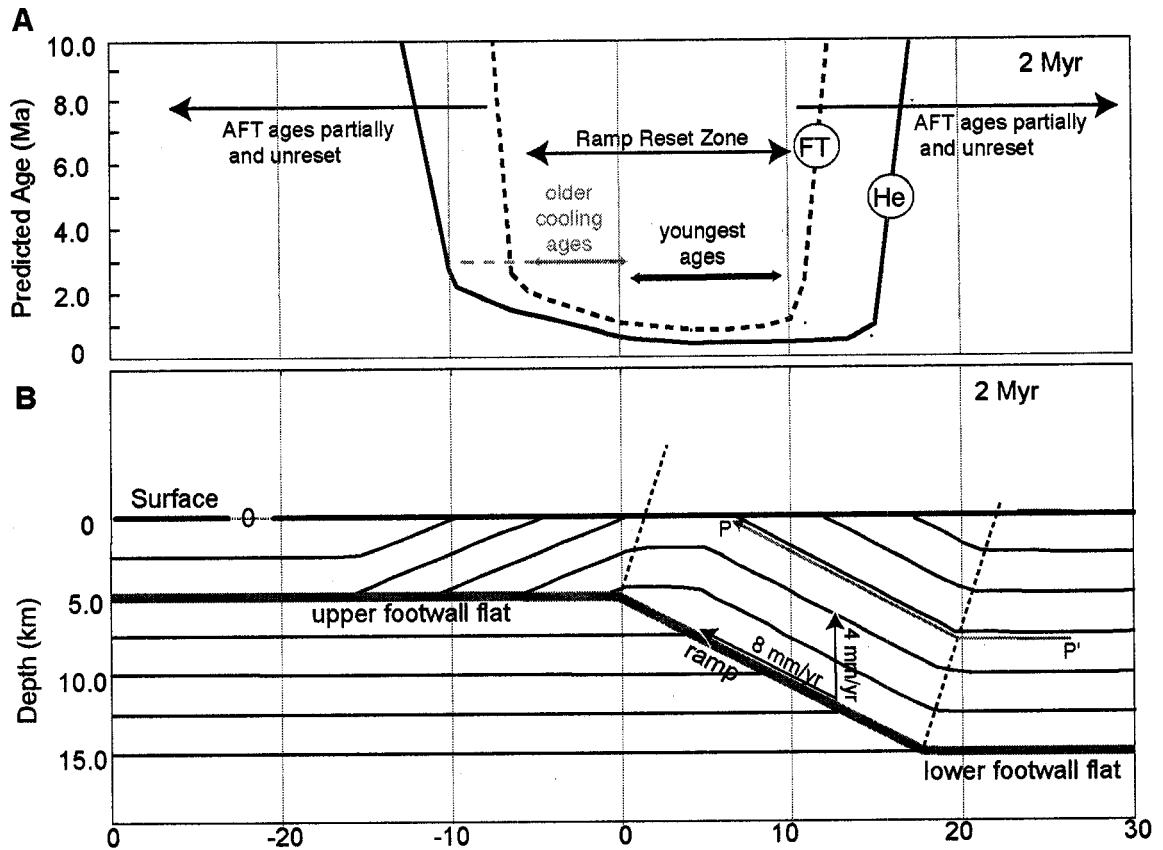 A
10.0
8.0
6.0
4.0
2.0
0
Predicted Age (Ma)
2 Myr
AFT ages partially
and unreset
Ramp Reset Zone
FT
AFT ages partially
and unreset
older
cooling
ages
youngest
ages
He
B
2 Myr
Surface
0
0
5.0
10.0
15.0
Depth (km)
upper footwall flat
P
P'
ramp
8 mm/yr
4 mm/yr
lower footwall flat
0
-20
-10
0
10
20
30